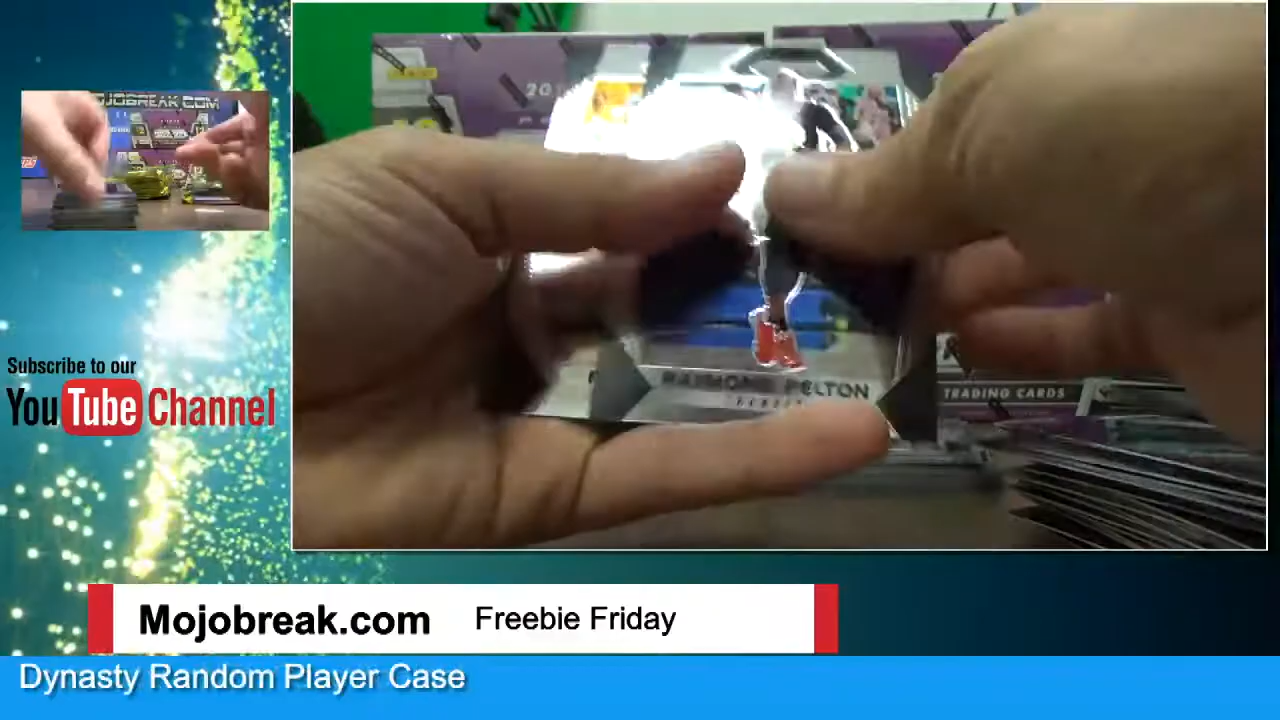 MOJOBREAK.COM
20
RAYMOND FELTON
TRADING CARDS
Subscribe to our
YouTube Channel
Mojobreak.com
Freebie Friday
Dynasty Random Player Case